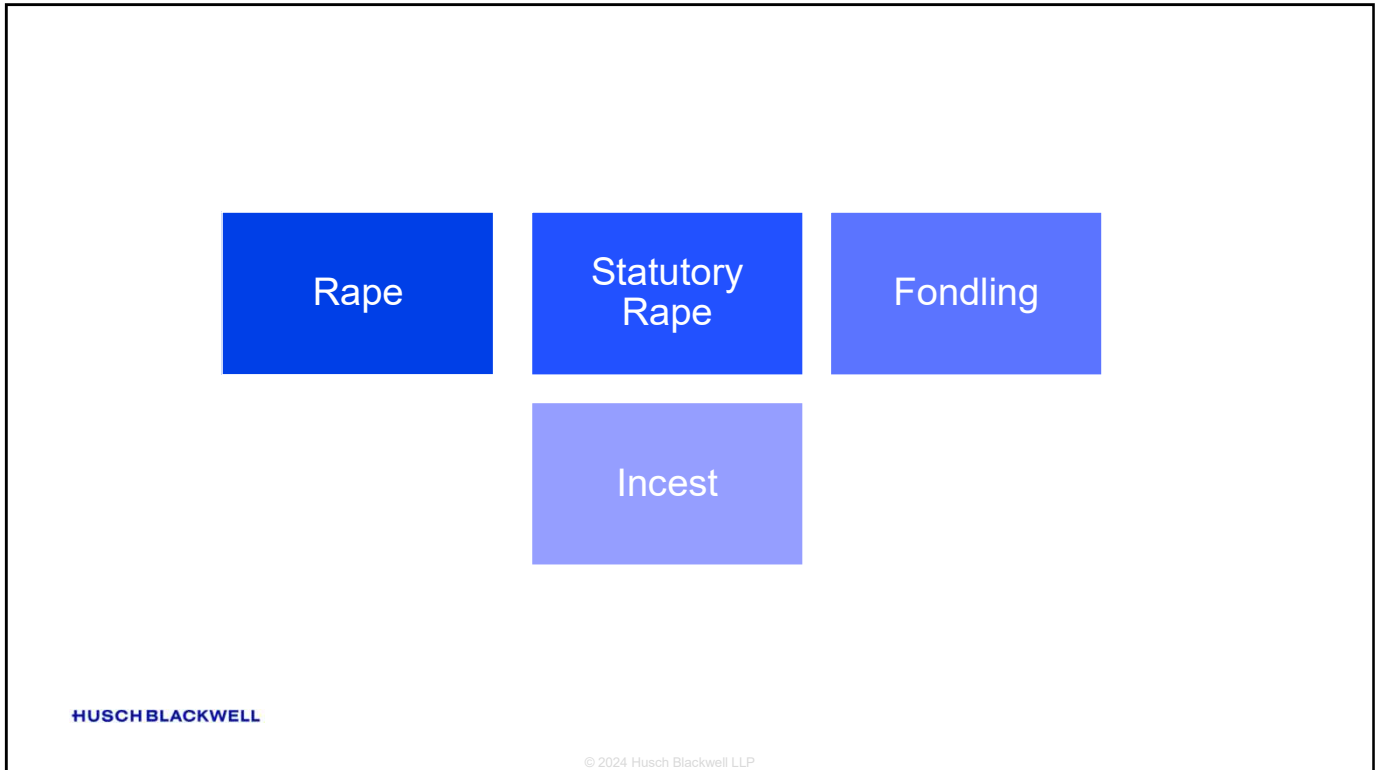 Rape
Statutory
Rape
Fondling
Incest
HUSCH BLACKWELL
© 2024 Husch Blackwell LLP